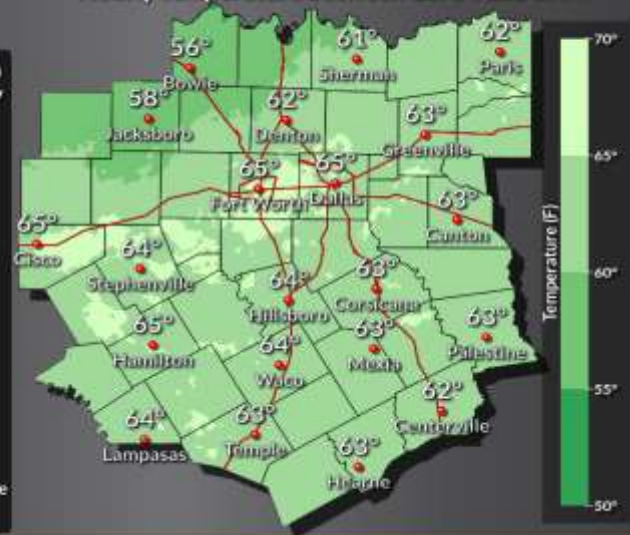 62°
Paris
61°
Sherman
56°
Bowie
58°
Jacksboro
62°
Denton
63°
Greenville
65°
Fort Worth
65°
Dallas
63°
Canton
65°
Cisco
64°
Stephenville
64°
Hillsboro
63°
Corsicana
65°
Hamilton
64°
Waco
63°
Mexia
63°
Palestine
64°
Lampasas
63°
Temple
62°
Centerville
63°
Hearne
70°
65°
60°
55°
50°
Temperature (F)